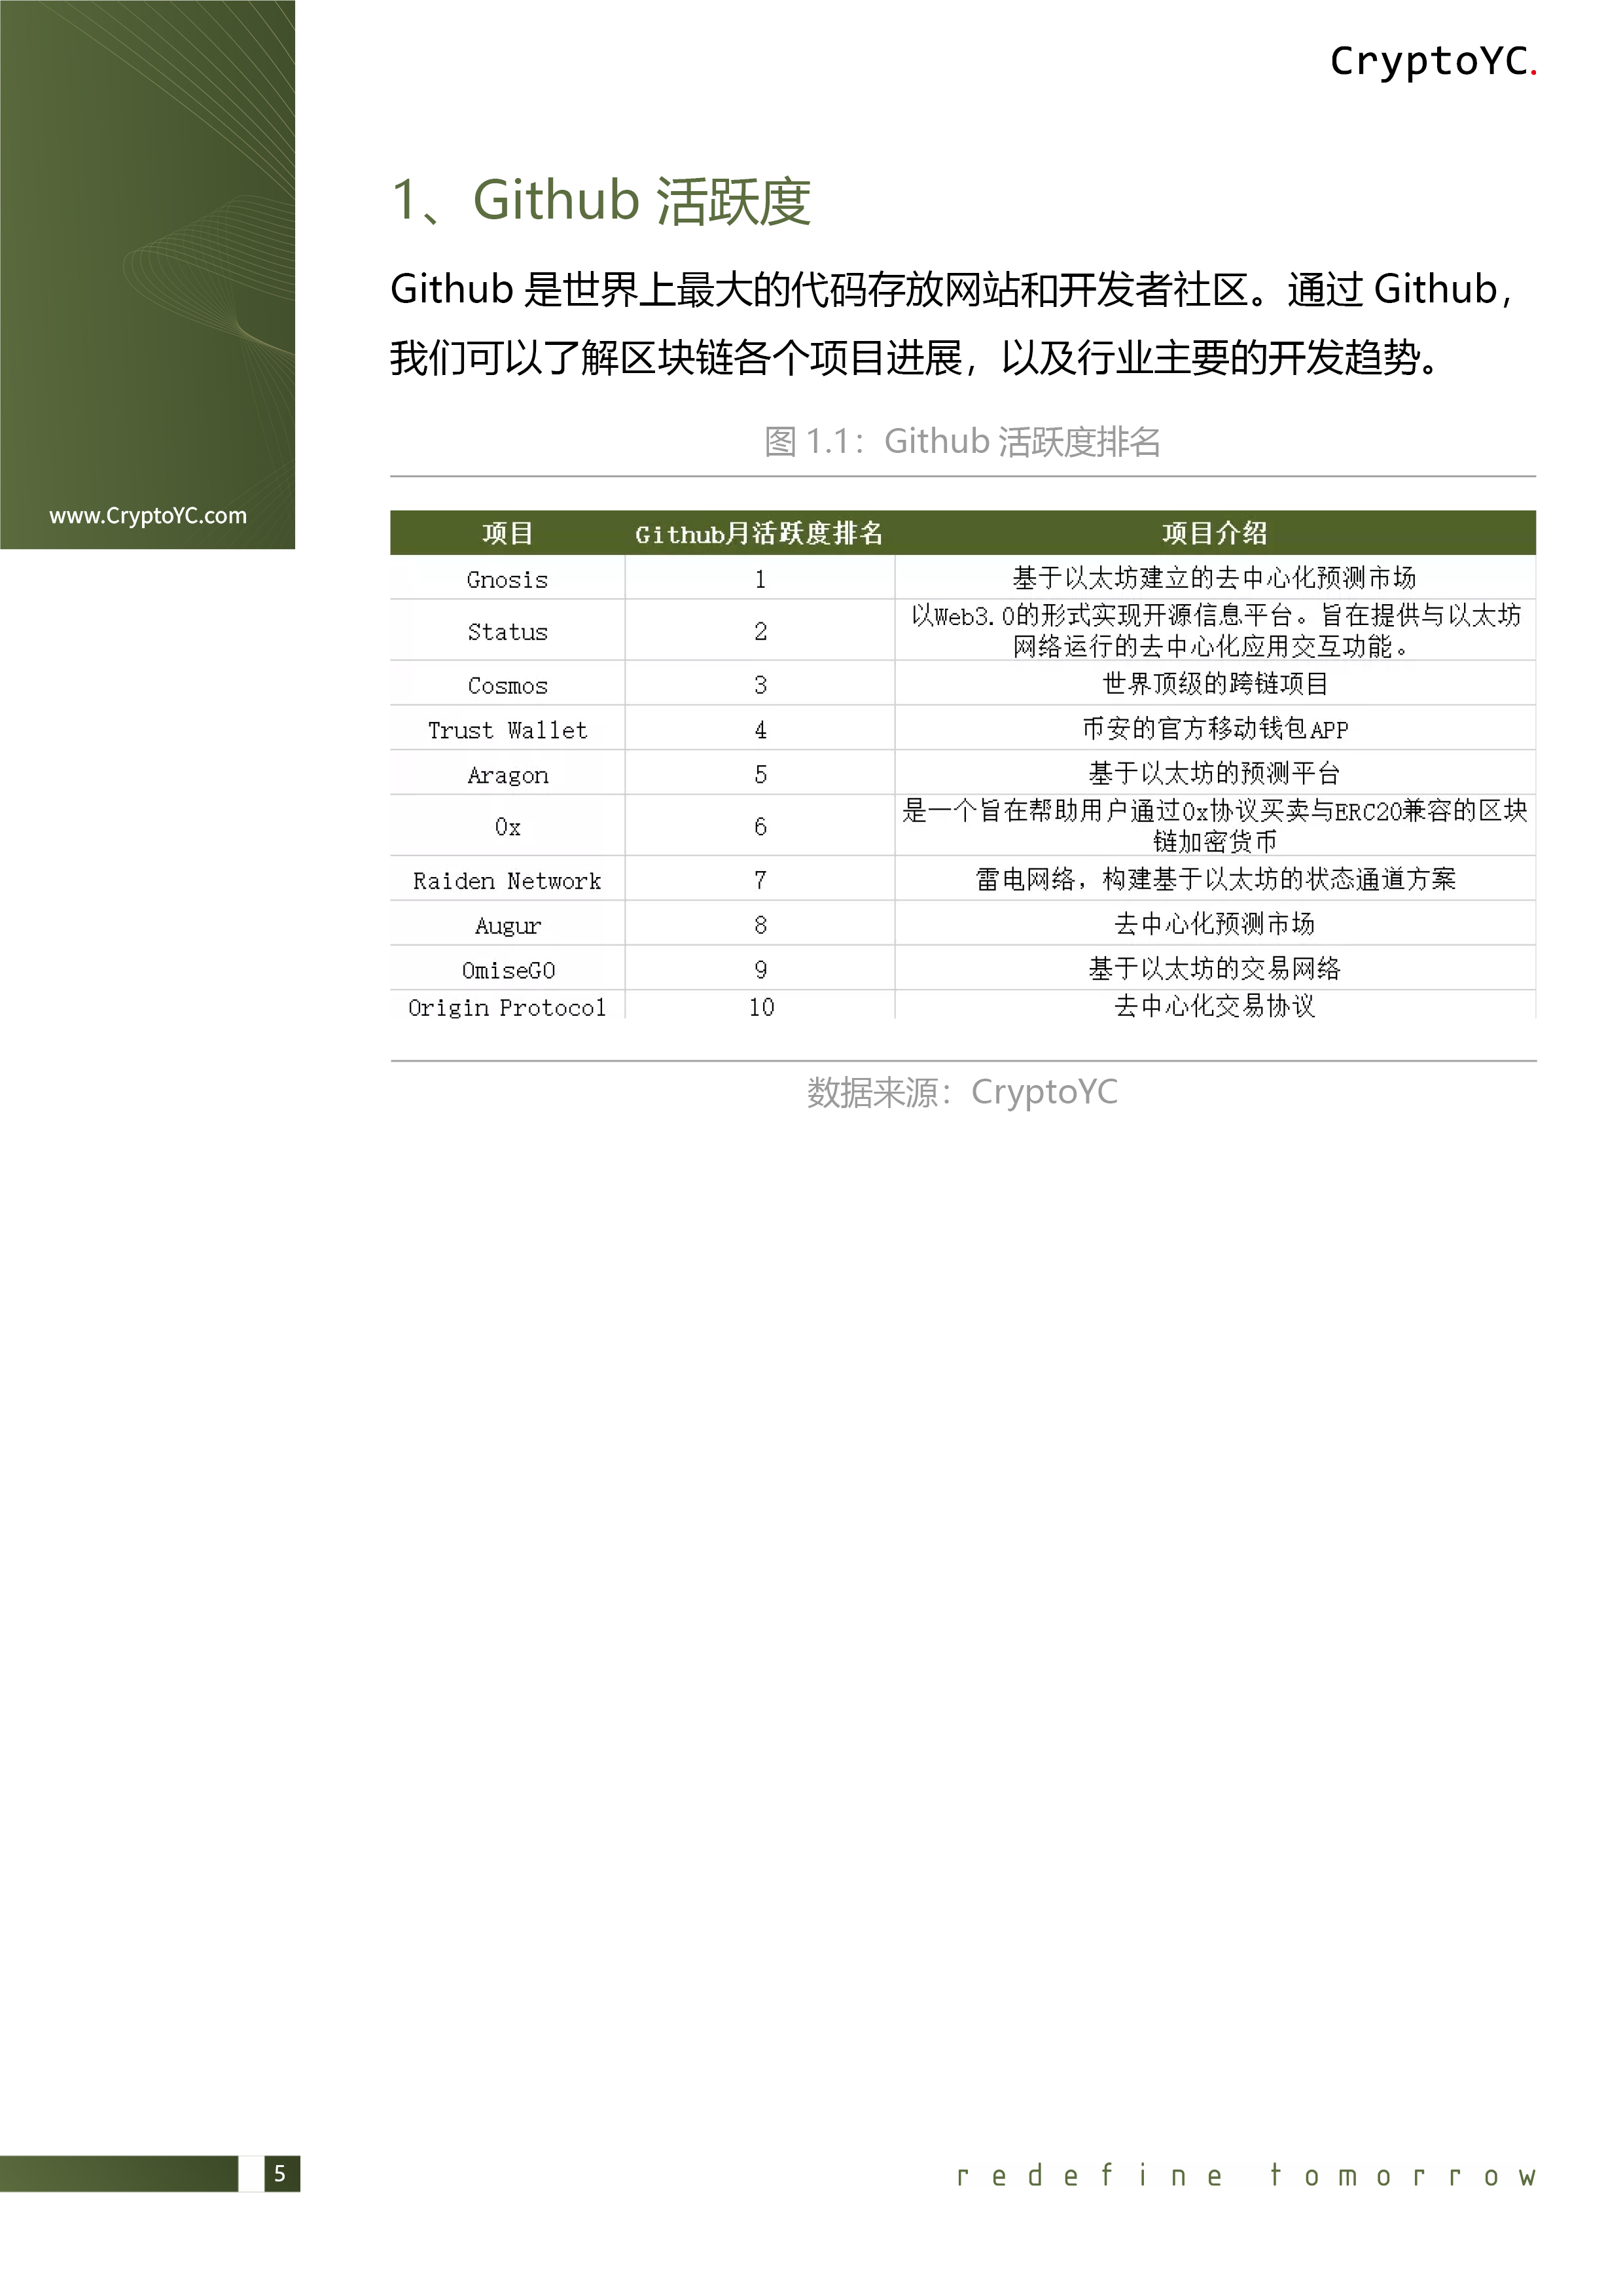 CryptoYC.
www.CryptoYC.com
1、Github 活跃度
Github 是世界上最大的代码存放网站和开发者社区。通过 Github，
我们可以了解区块链各个项目进展，以及行业主要的开发趋势。
图 1.1：Github 活跃度排名
项目 Github月活跃度排名 项目介绍
Gnosis 1 基于以太坊建立的去中心化预测市场
Status 2 以Web3.0的形式实现开源信息平台。旨在提供与以太坊
网络运行的去中心化应用交互功能。
Cosmos 3 世界顶级的跨链项目
Trust Wallet 4 币安的官方移动钱包APP
Aragon 5 基于以太坊的预测平台
0x 6 是一个旨在帮助用户通过0x协议买卖与ERC20兼容的区块
链加密货币
Raiden Network 7 雷电网络，构建基于以太坊的状态通道方案
Augur 8 去中心化预测市场
OmiseGO 9 基于以太坊的交易网络
Origin Protocol 10 去中心化交易协议
数据来源：CryptoYC
5
redefine tomorrow